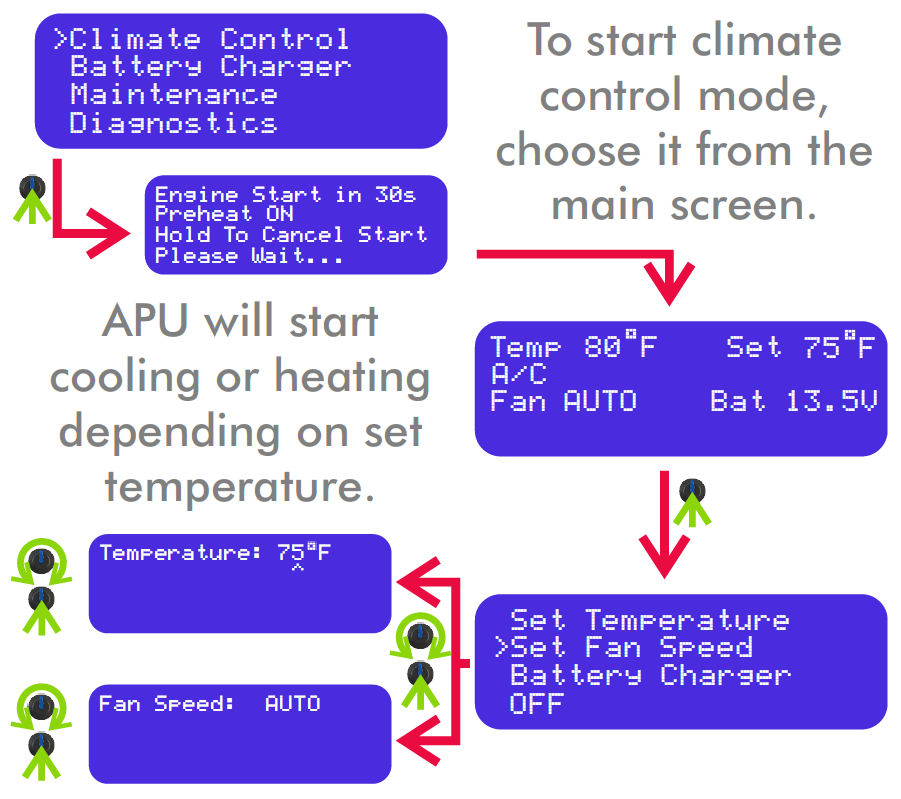 >Climate Control
Battery Charger
Maintenance
Diagnostics
To start climate
control mode,
choose it from the
main screen.
Engine Start in 30s
Preheat ON
Hold To Cancel Start
Please Wait...
APU will start
cooling or heating
depending on set
temperature.
Temp 80°F Set 75°F
A/C
Fan AUTO Bat 13.5V
Set Temperature
>Set Fan Speed
Battery Charger
OFF
Temperature: 75°F
^
Fan Speed: AUTO